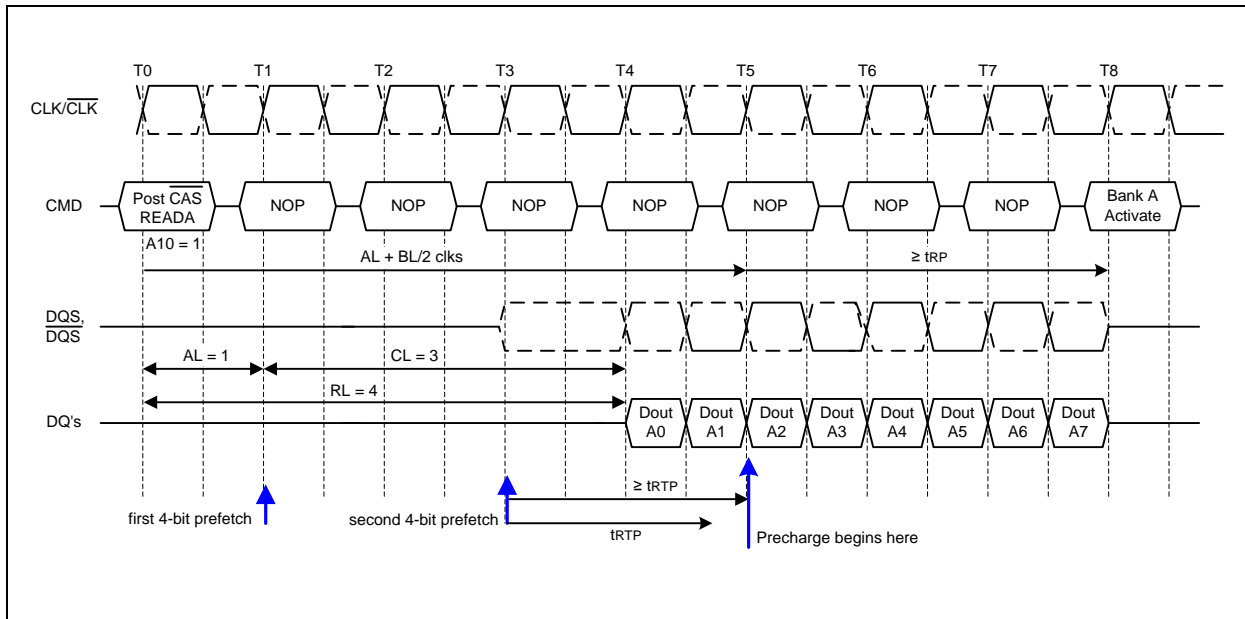 T0 T1 T2 T3 T4 T5 T6 T7 T8
CLK/CLK
CMD
Post CAS
READA
NOP NOP NOP NOP NOP NOP NOP
Bank A
Activate
A10 = 1
AL + BL/2 clks
≥ tRP
DQS,
DQS
AL = 1
CL = 3
RL = 4
DQ's
Dout
A0
Dout
A1
Dout
A2
Dout
A3
Dout
A4
Dout
A5
Dout
A6
Dout
A7
first 4-bit prefetch
second 4-bit prefetch
≥ tRTP
tRTP
Precharge begins here